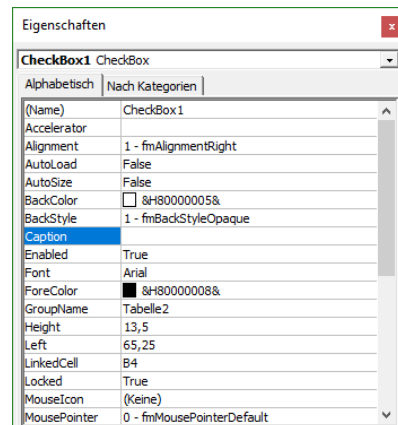 Eigenschaften
x
CheckBox1 CheckBox
Alphabetisch Nach Kategorien
(Name) CheckBox1
Accelerator
Alignment 1 - fmAlignmentRight
AutoLoad False
AutoSize False
BackColor &H80000005&
BackStyle 1 - fmBackStyleOpaque
Caption
Enabled True
Font Arial
ForeColor &H80000008&
GroupName Tabelle2
Height 13,5
Left 65,25
LinkedCell B4
Locked True
MouseIcon (Keine)
MousePointer 0 - fmMousePointerDefault